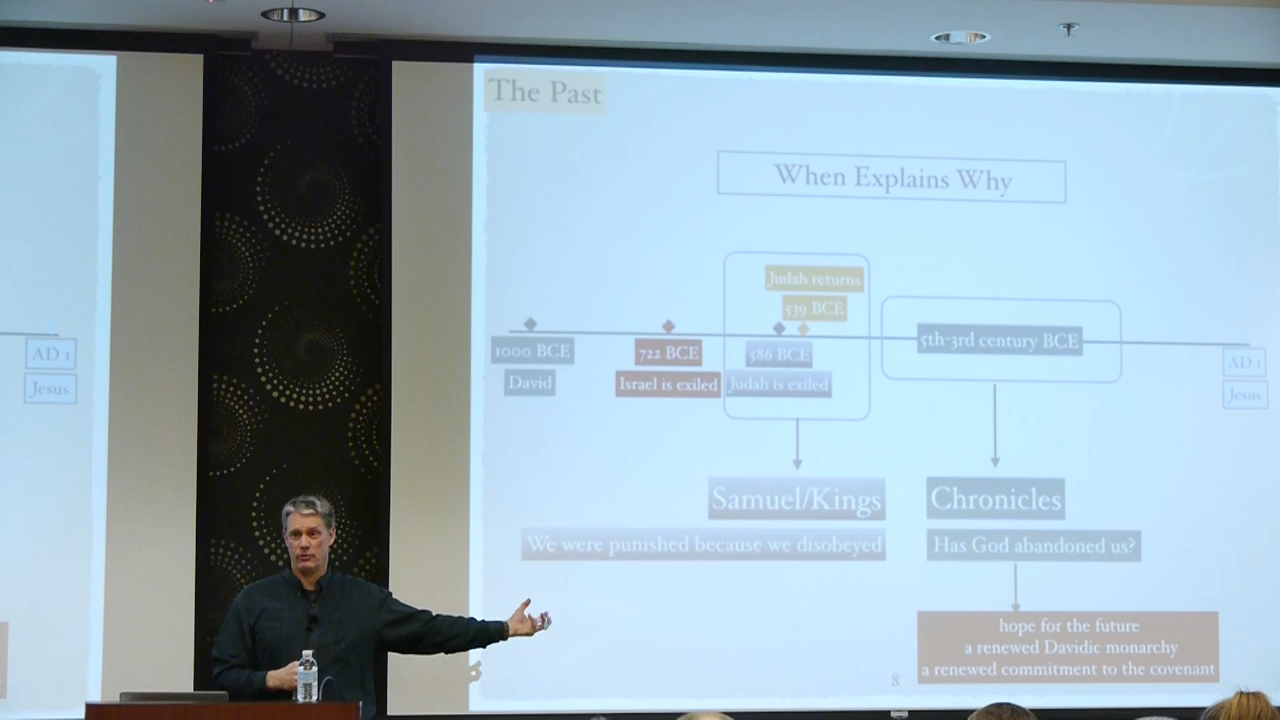 The Past
When Explains Why
Judah returns
539 BCE
1000 BCE
David
722 BCE
Israel is exiled
586 BCE
Judah is exiled
5th-3rd century BCE
AD 1
Jesus
AD 1
Jesus
Samuel/Kings
We were punished because we disobeyed
Chronicles
Has God abandoned us?
hope for the future
a renewed Davidic monarchy
a renewed commitment to the covenant
8